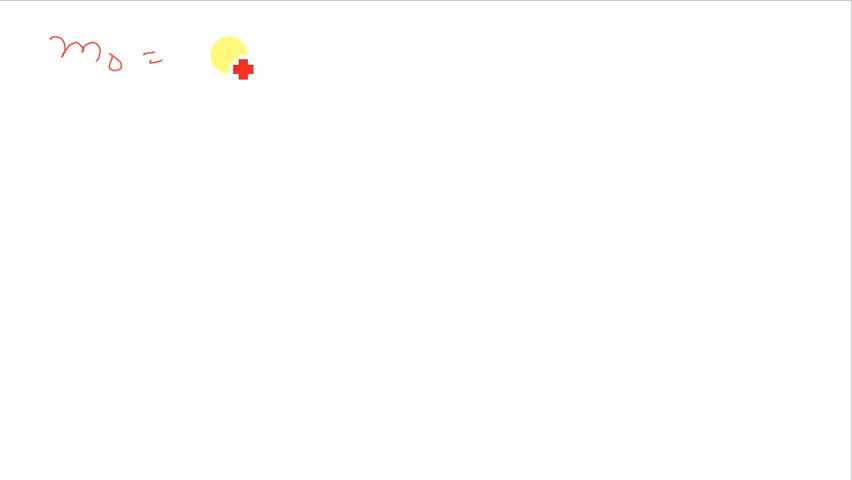 m₀ =